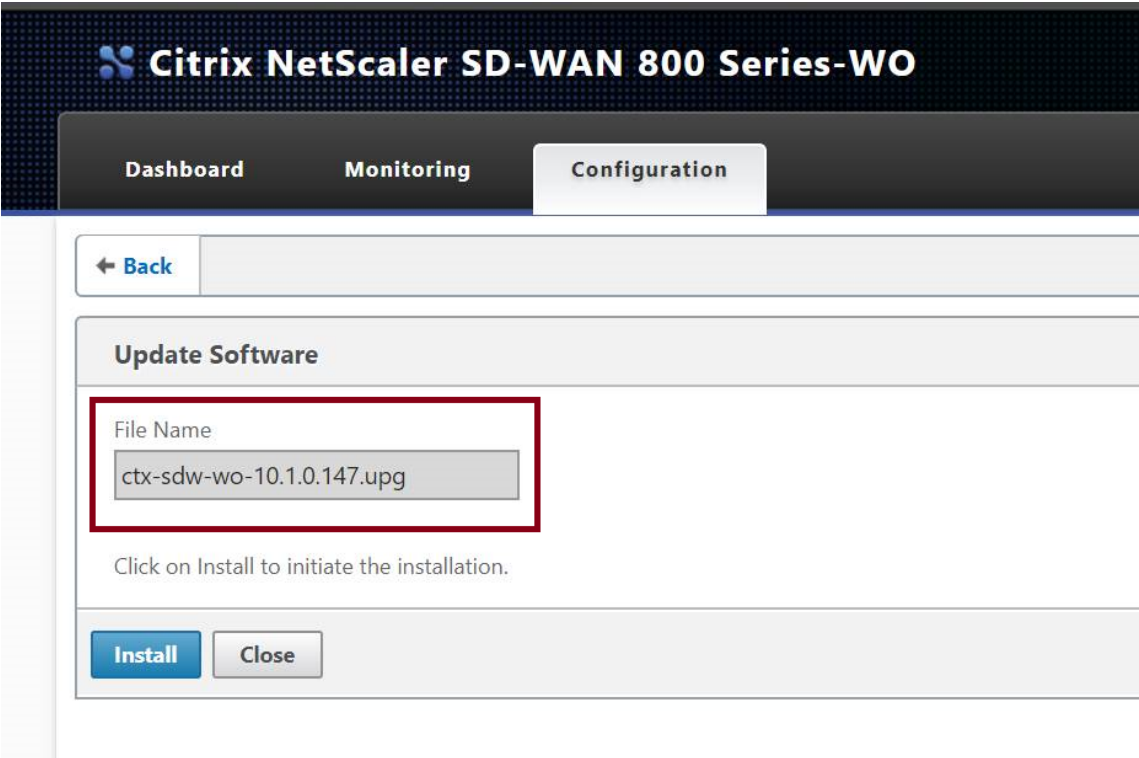 Citrix NetScaler SD-WAN 800 Series-WO
Dashboard Monitoring Configuration
Back
Update Software
File Name
ctx-sdw-wo-10.1.0.147.upg
Click on Install to initiate the installation.
Install Close